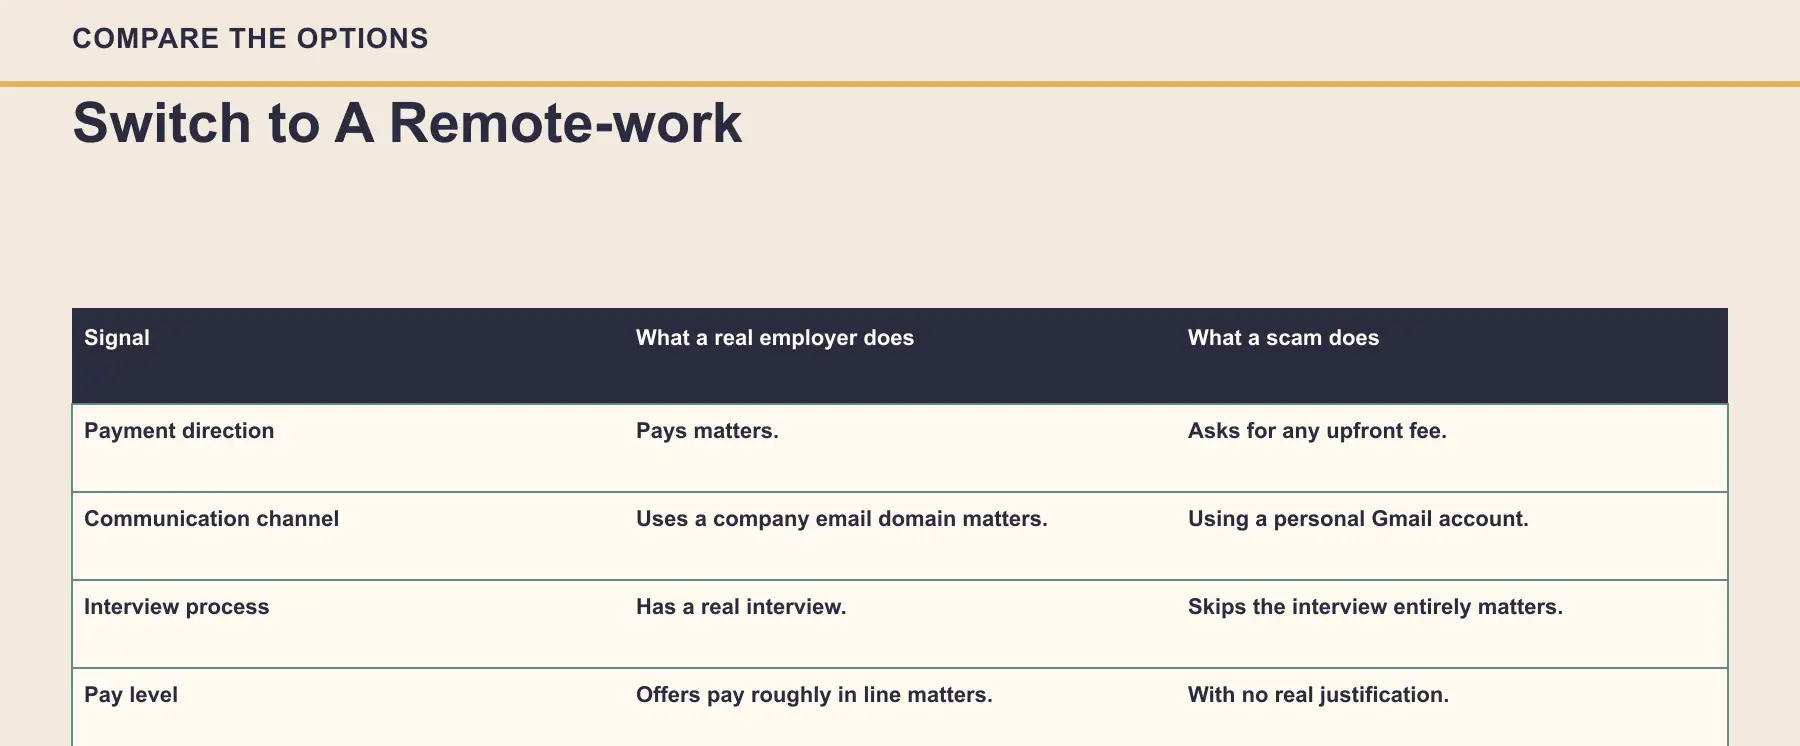 COMPARE THE OPTIONS
Switch to A Remote-work
Signal What a real employer does What a scam does
Payment direction Pays matters. Asks for any upfront fee.
Communication channel Uses a company email domain matters. Using a personal Gmail account.
Interview process Has a real interview. Skips the interview entirely matters.
Pay level Offers pay roughly in line matters. With no real justification.